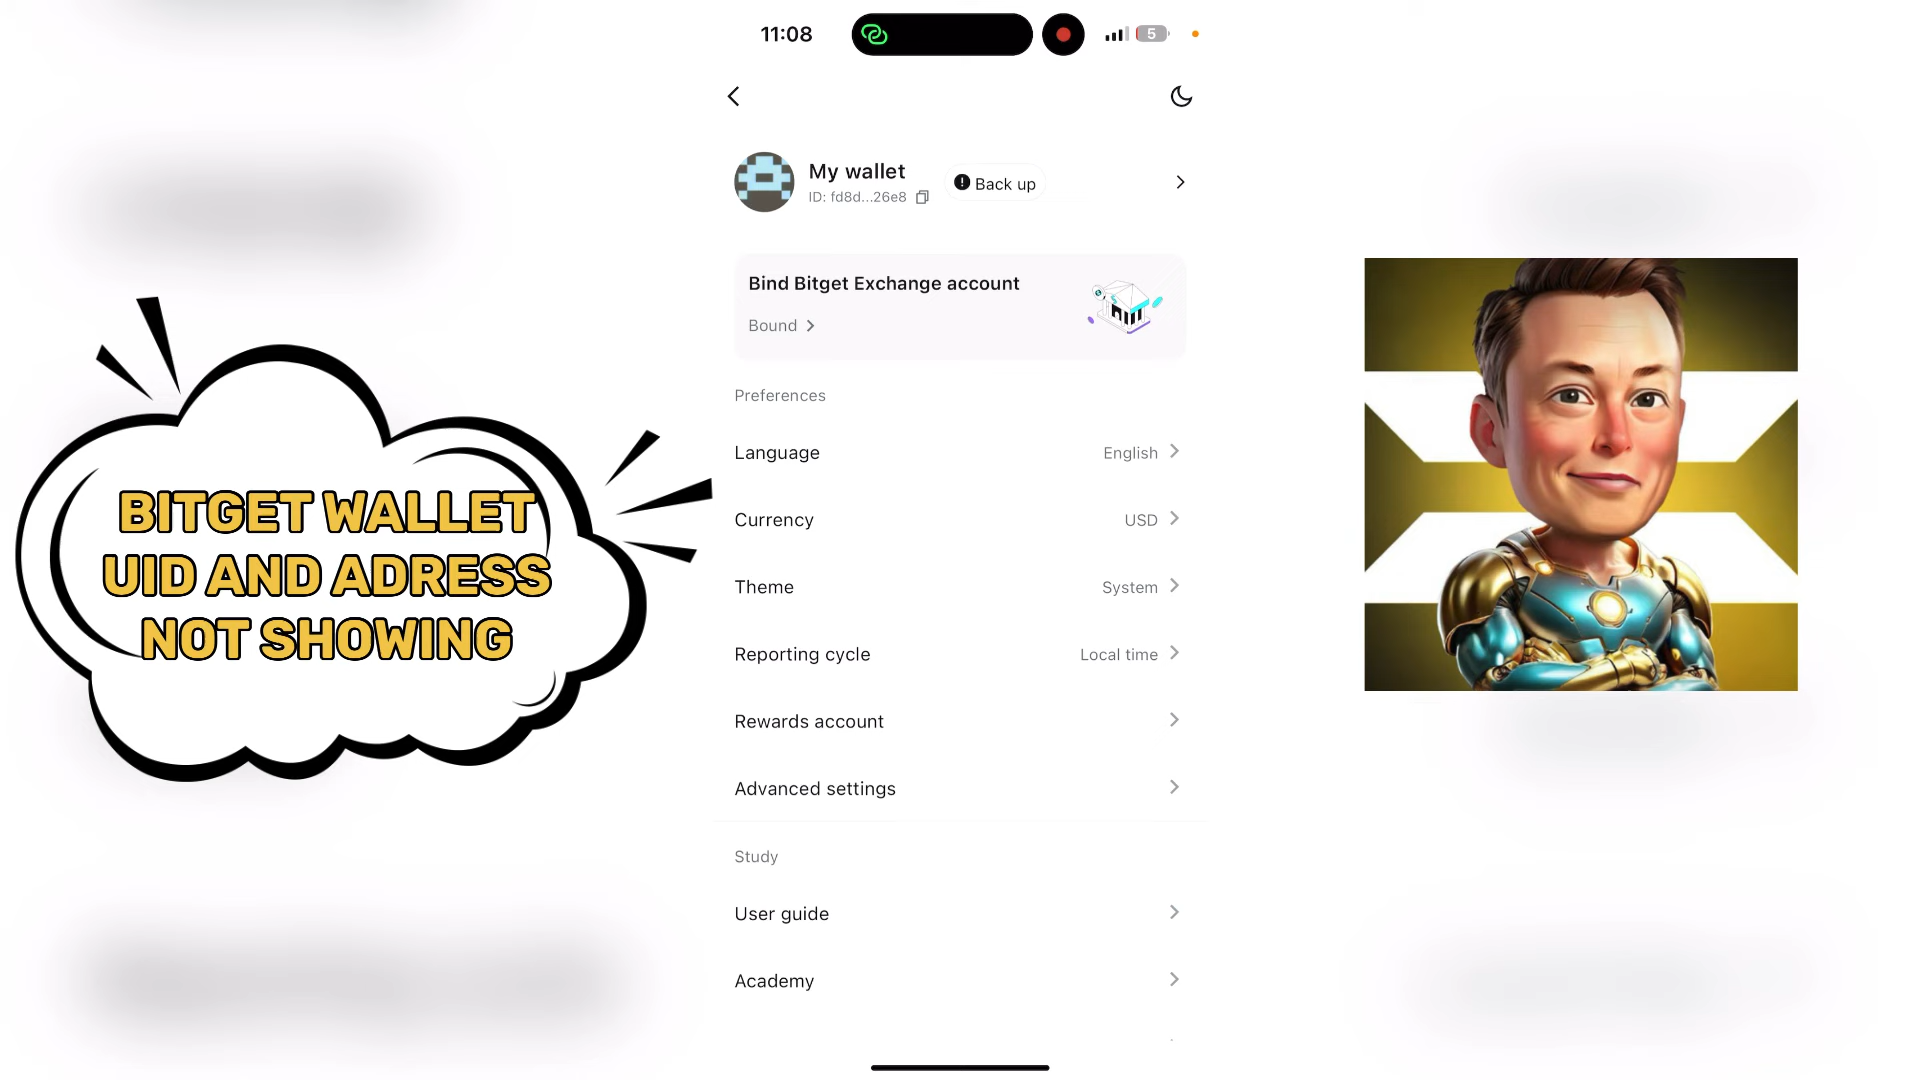 11:08
5
My wallet
ID: fd8d...26e8
Back up
Bind Bitget Exchange account
Bound
Preferences
Language English
Currency USD
Theme System
Reporting cycle Local time
Rewards account
Advanced settings
Study
User guide
Academy
BITGET WALLET
UID AND ADRESS
NOT SHOWING